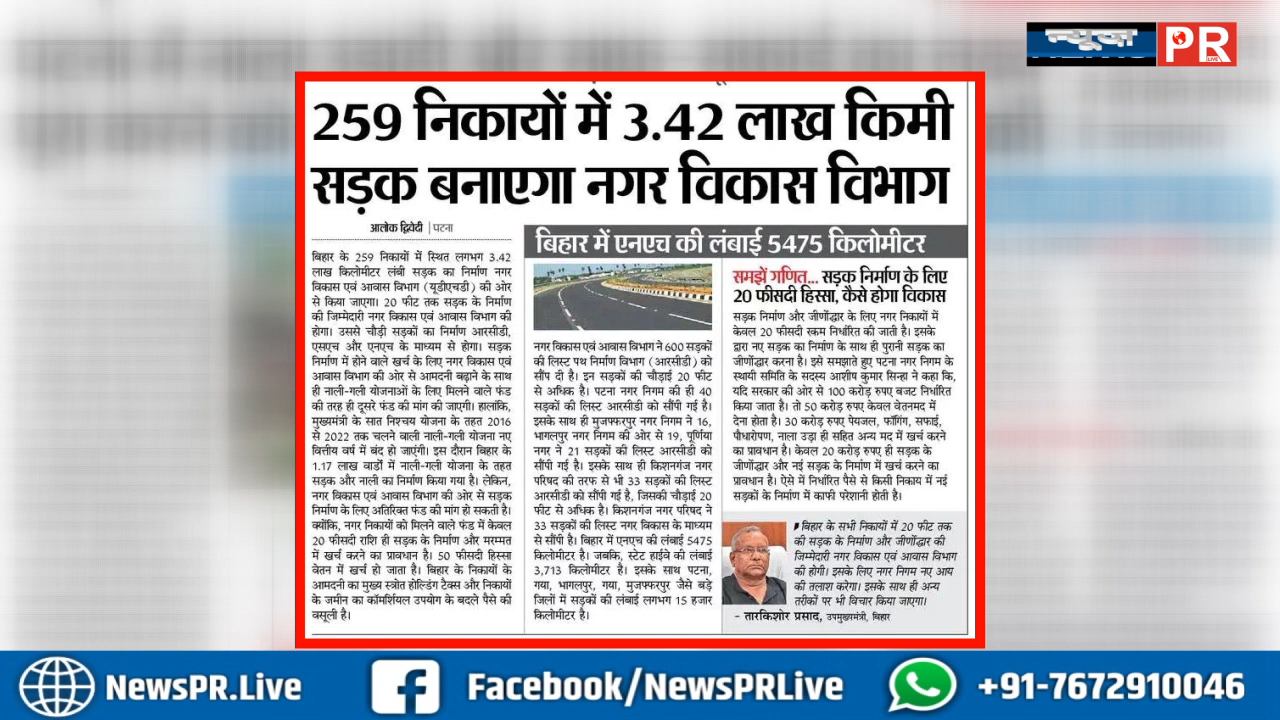 न्यूज
PR
LIVE
259 निकायों में 3.42 लाख किमी
सड़क बनाएगा नगर विकास विभाग
आलोक द्विवेदी | पटना
बिहार के 259 निकायों में स्थित लगभग 3.42
लाख किलोमीटर लंबी सड़क का निर्माण नगर
विकास एवं आवास विभाग (यूडीएचडी) की ओर
से किया जाएगा। 20 फीट तक सड़क के निर्माण
की जिम्मेदारी नगर विकास एवं आवास विभाग की
होगा। उससे चौड़ी सड़कों का निर्माण आरसीडी,
एसएच और एनएच के माध्यम से होगा। सड़क
निर्माण में होने वाले खर्च के लिए नगर विकास एवं
आवास विभाग की ओर से आमदनी बढ़ाने के साथ
ही नाली-गली योजनाओं के लिए मिलने वाले फंड
की तरह ही दूसरे फंड की मांग की जाएगी। हालांकि,
मुख्यमंत्री के सात निश्चय योजना के तहत 2016
से 2022 तक चलने वाली नाली-गली योजना नए
वित्तीय वर्ष में बंद हो जाएंगी। इस दौरान बिहार के
1.17 लाख वार्डों में नाली-गली योजना के तहत
सड़क और नाली का निर्माण किया गया है। लेकिन,
नगर विकास एवं आवास विभाग की ओर से सड़क
निर्माण के लिए अतिरिक्त फंड की मांग हो सकती है।
क्योंकि, नगर निकायों को मिलने वाले फंड में केवल
20 फीसदी राशि ही सड़क के निर्माण और मरम्मत
में खर्च करने का प्रावधान है। 50 फीसदी हिस्सा
वेतन में खर्च हो जाता है। बिहार के निकायों के
आमदनी का मुख्य स्त्रोत होल्डिंग टैक्स और निकायों
के जमीन का कॉमर्शियल उपयोग के बदले पैसे की
वसूली है।
बिहार में एनएच की लंबाई 5475 किलोमीटर
नगर विकास एवं आवास विभाग ने 600 सड़कों
की लिस्ट पथ निर्माण विभाग (आरसीडी) को
सौंप दी है। इन सड़कों की चौड़ाई 20 फीट
से अधिक है। पटना नगर निगम की ही 40
सड़कों की लिस्ट आरसीडी को सौंपी गई है।
इसके साथ ही मुजफ्फरपुर नगर निगम ने 16,
भागलपुर नगर निगम की ओर से 19, पूर्णिया
नगर ने 21 सड़कों की लिस्ट आरसीडी को
सौंपी गई है। इसके साथ ही किशनगंज नगर
परिषद की तरफ से भी 33 सड़कों की लिस्ट
आरसीडी को सौंपी गई है, जिसकी चौड़ाई 20
फीट से अधिक है। किशनगंज नगर परिषद ने
33 सड़कों की लिस्ट नगर विकास के माध्यम
से सौंपी है। बिहार में एनएच की लंबाई 5475
किलोमीटर है। जबकि, स्टेट हाईवे की लंबाई
3,713 किलोमीटर है। इसके साथ पटना,
गया, भागलपुर, गया, मुजफ्फरपुर जैसे बड़े
जिलों में सड़कों की लंबाई लगभग 15 हजार
किलोमीटर है।
समझें गणित... सड़क निर्माण के लिए
20 फीसदी हिस्सा, कैसे होगा विकास
सड़क निर्माण और जीर्णोद्धार के लिए नगर निकायों में
केवल 20 फीसदी रकम निर्धारित की जाती है। इसके
द्वारा नए सड़क का निर्माण के साथ ही पुरानी सड़क का
जीर्णोद्धार करना है। इसे समझाते हुए पटना नगर निगम के
स्थायी समिति के सदस्य आशीष कुमार सिन्हा ने कहा कि,
यदि सरकार की ओर से 100 करोड़ रुपए बजट निर्धारित
किया जाता है। तो 50 करोड़ रुपए केवल वेतनमद में
देना होता है। 30 करोड़ रुपए पेयजल, फॉगिंग, सफाई,
पौधारोपण, नाला उड़ा ही सहित अन्य मद में खर्च करने
का प्रावधान है। केवल 20 करोड़ रुपए ही सड़क के
जीर्णोद्धार और नई सड़क के निर्माण में खर्च करने का
प्रावधान है। ऐसे में निर्धारित पैसे से किसी निकाय में नई
सड़कों के निर्माण में काफी परेशानी होती है।
बिहार के सभी निकायों में 20 फीट तक
की सड़क के निर्माण और जीर्णोद्धार की
जिम्मेदारी नगर विकास एवं आवास विभाग
की होगी। इसके लिए नगर निगम नए आय
की तलाश करेगा। इसके साथ ही अन्य
तरीकों पर भी विचार किया जाएगा।
- तारकिशोर प्रसाद, उपमुख्यमंत्री, बिहार
NewsPR.Live
Facebook/NewsPRLive
+91-7672910046